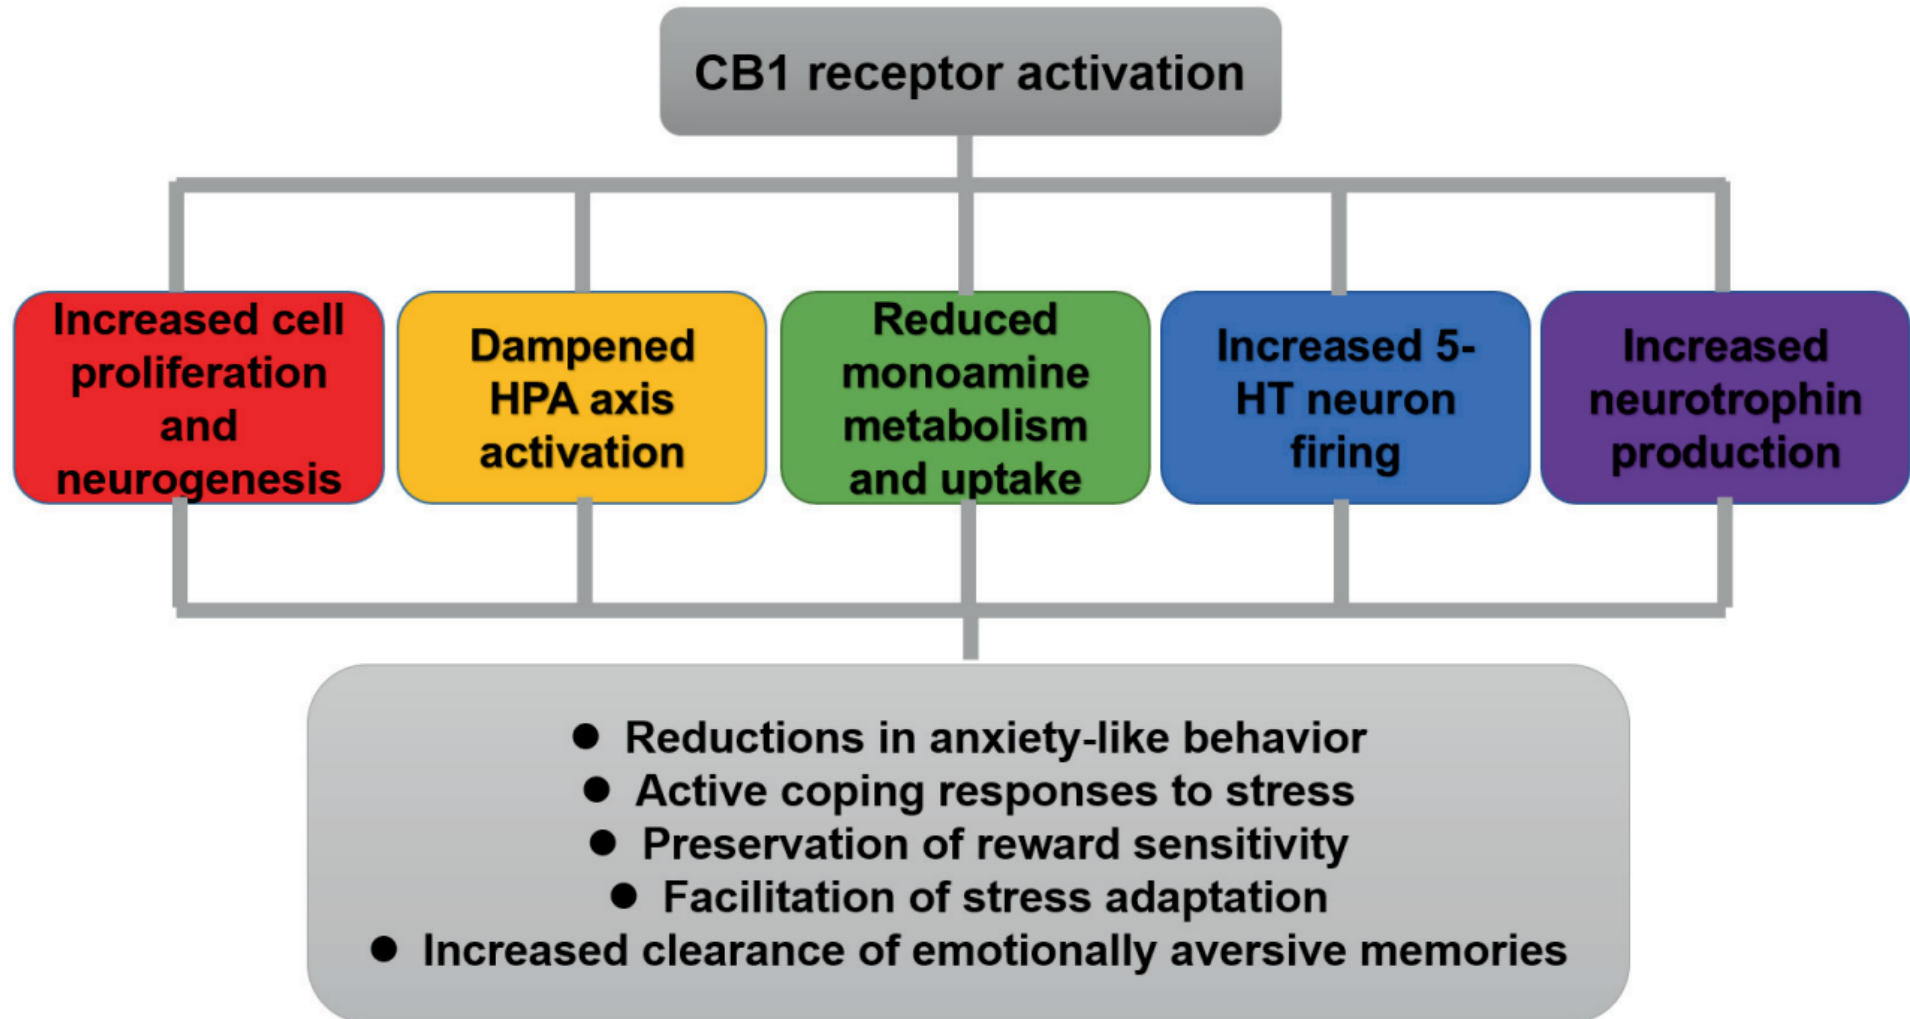 CB1 receptor activation
Increased cell
proliferation
and
neurogenesis
Dampened
HPA axis
activation
Reduced
monoamine
metabolism
and uptake
Increased 5-
HT neuron
firing
Increased
neurotrophin
production
● Reductions in anxiety-like behavior
● Active coping responses to stress
● Preservation of reward sensitivity
● Facilitation of stress adaptation
● Increased clearance of emotionally aversive memories